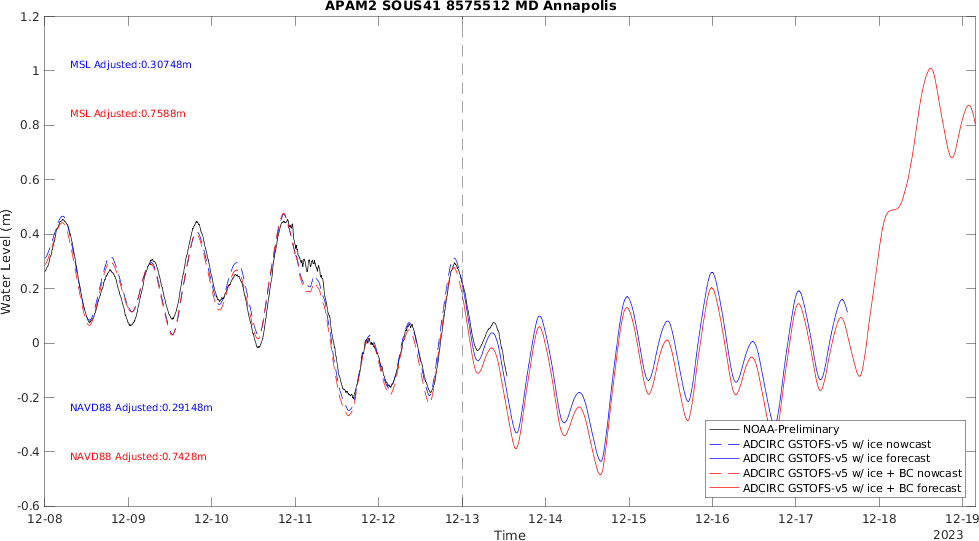 APAM2 SOUS41 8575512 MD Annapolis
1.2
1
0.8
0.6
0.4
0.2
0
-0.2
-0.4
-0.6
Water Level (m)
MSL Adjusted:0.30748m
MSL Adjusted:0.7588m
NAVD88 Adjusted:0.29148m
NAVD88 Adjusted:0.7428m
NOAA-Preliminary
ADCIRC GSTOFS-v5 w/ ice nowcast
ADCIRC GSTOFS-v5 w/ ice forecast
ADCIRC GSTOFS-v5 w/ ice + BC nowcast
ADCIRC GSTOFS-v5 w/ ice + BC forecast
12-08 12-09 12-10 12-11 12-12 12-13 12-14 12-15 12-16 12-17 12-18 12-19
Time 2023